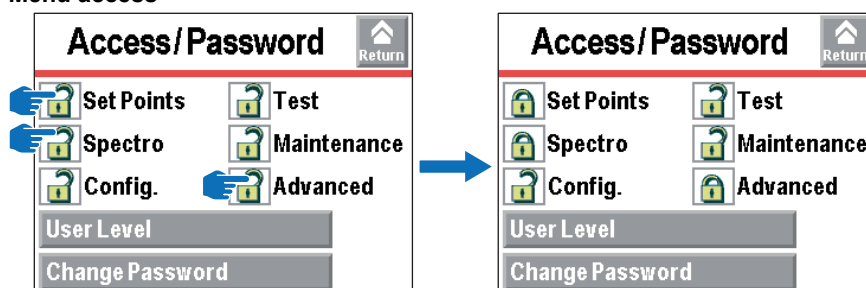 Menu access
Access/Password
Return
Set Points Test
Spectro Maintenance
Config. Advanced
User Level
Change Password
Access/Password
Return
Set Points Test
Spectro Maintenance
Config. Advanced
User Level
Change Password